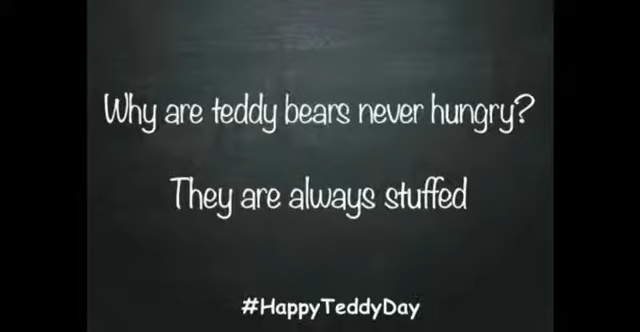 Why are teddy bears never hungry?
They are always stuffed
#HappyTeddyDay